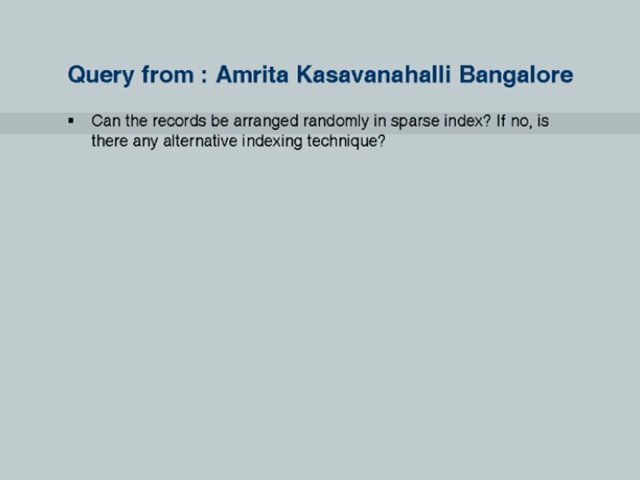 Query from : Amrita Kasavanahalli Bangalore
▪ Can the records be arranged randomly in sparse index? If no, is
there any alternative indexing technique?